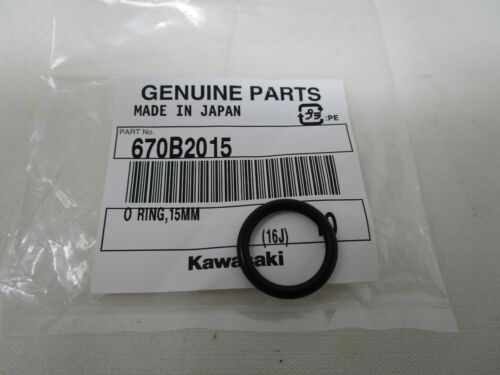 GENUINE PARTS
MADE IN JAPAN
:PE
PART No.
670B2015
O RING,15MM
(16J)
Kawasaki